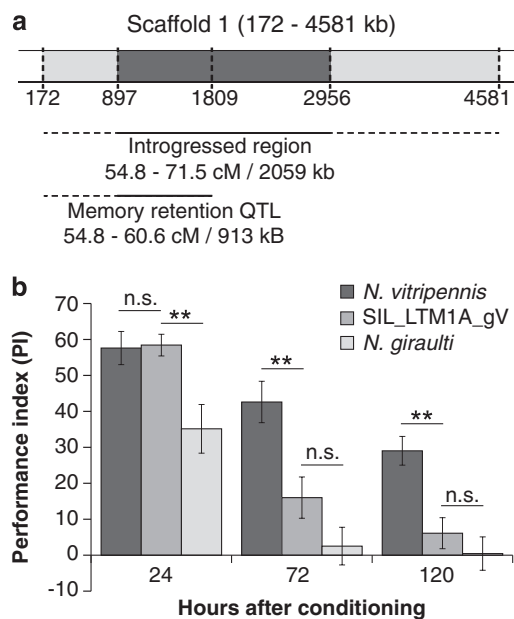 a
Scaffold 1 (172 - 4581 kb)
172 897 1809 2956 4581
Introgressed region
54.8 - 71.5 cM / 2059 kb
Memory retention QTL
54.8 - 60.6 cM / 913 kB
b
Performance index (PI)
70
60
50
40
30
20
10
0
-10
n.s.
**
**
n.s.
**
n.s.
N. vitripennis
SIL_LTM1A_gV
N. giraulti
24 72 120
Hours after conditioning